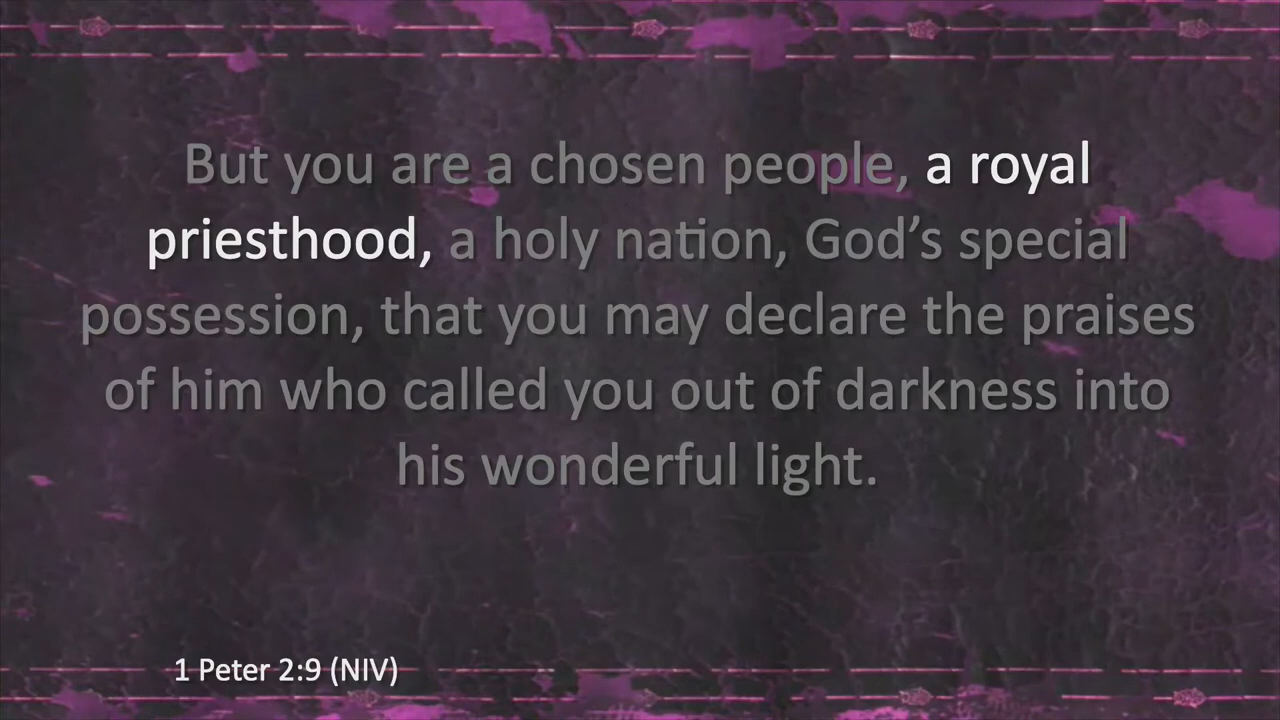 But you are a chosen people, a royal
priesthood, a holy nation, God’s special
possession, that you may declare the praises
of him who called you out of darkness into
his wonderful light.
1 Peter 2:9 (NIV)